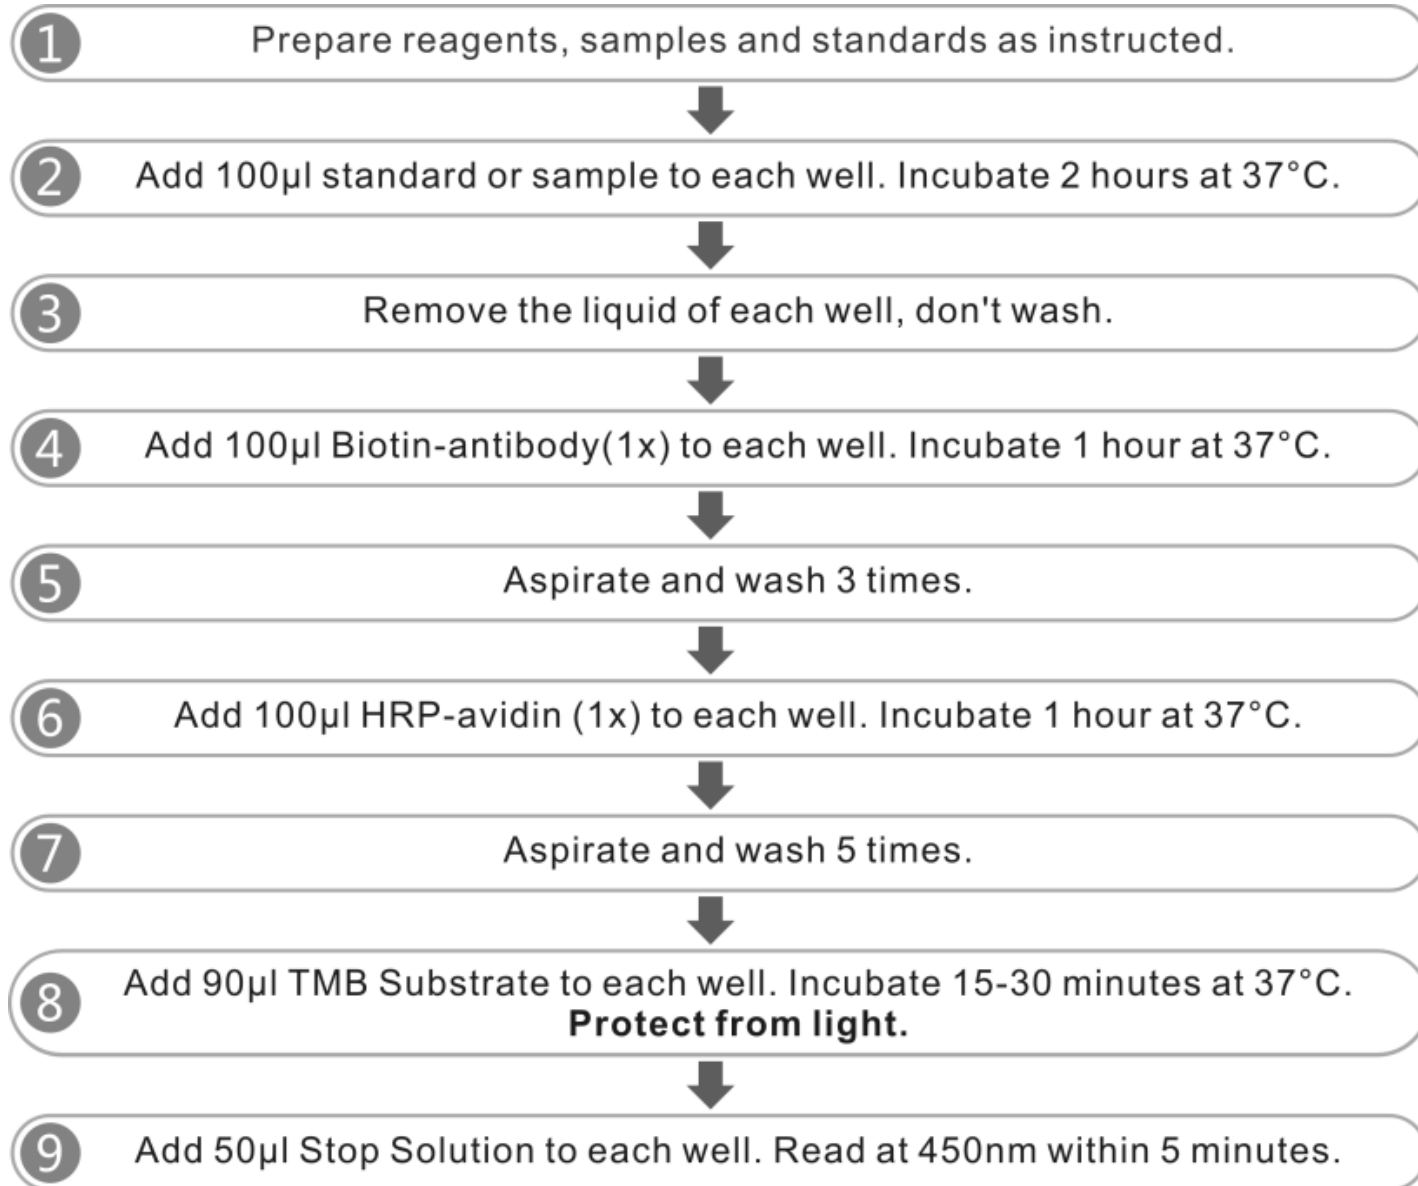 1 Prepare reagents, samples and standards as instructed.
2 Add 100µl standard or sample to each well. Incubate 2 hours at 37°C.
3 Remove the liquid of each well, don't wash.
4 Add 100µl Biotin-antibody(1x) to each well. Incubate 1 hour at 37°C.
5 Aspirate and wash 3 times.
6 Add 100µl HRP-avidin (1x) to each well. Incubate 1 hour at 37°C.
7 Aspirate and wash 5 times.
8 Add 90µl TMB Substrate to each well. Incubate 15-30 minutes at 37°C.
Protect from light.
9 Add 50µl Stop Solution to each well. Read at 450nm within 5 minutes.